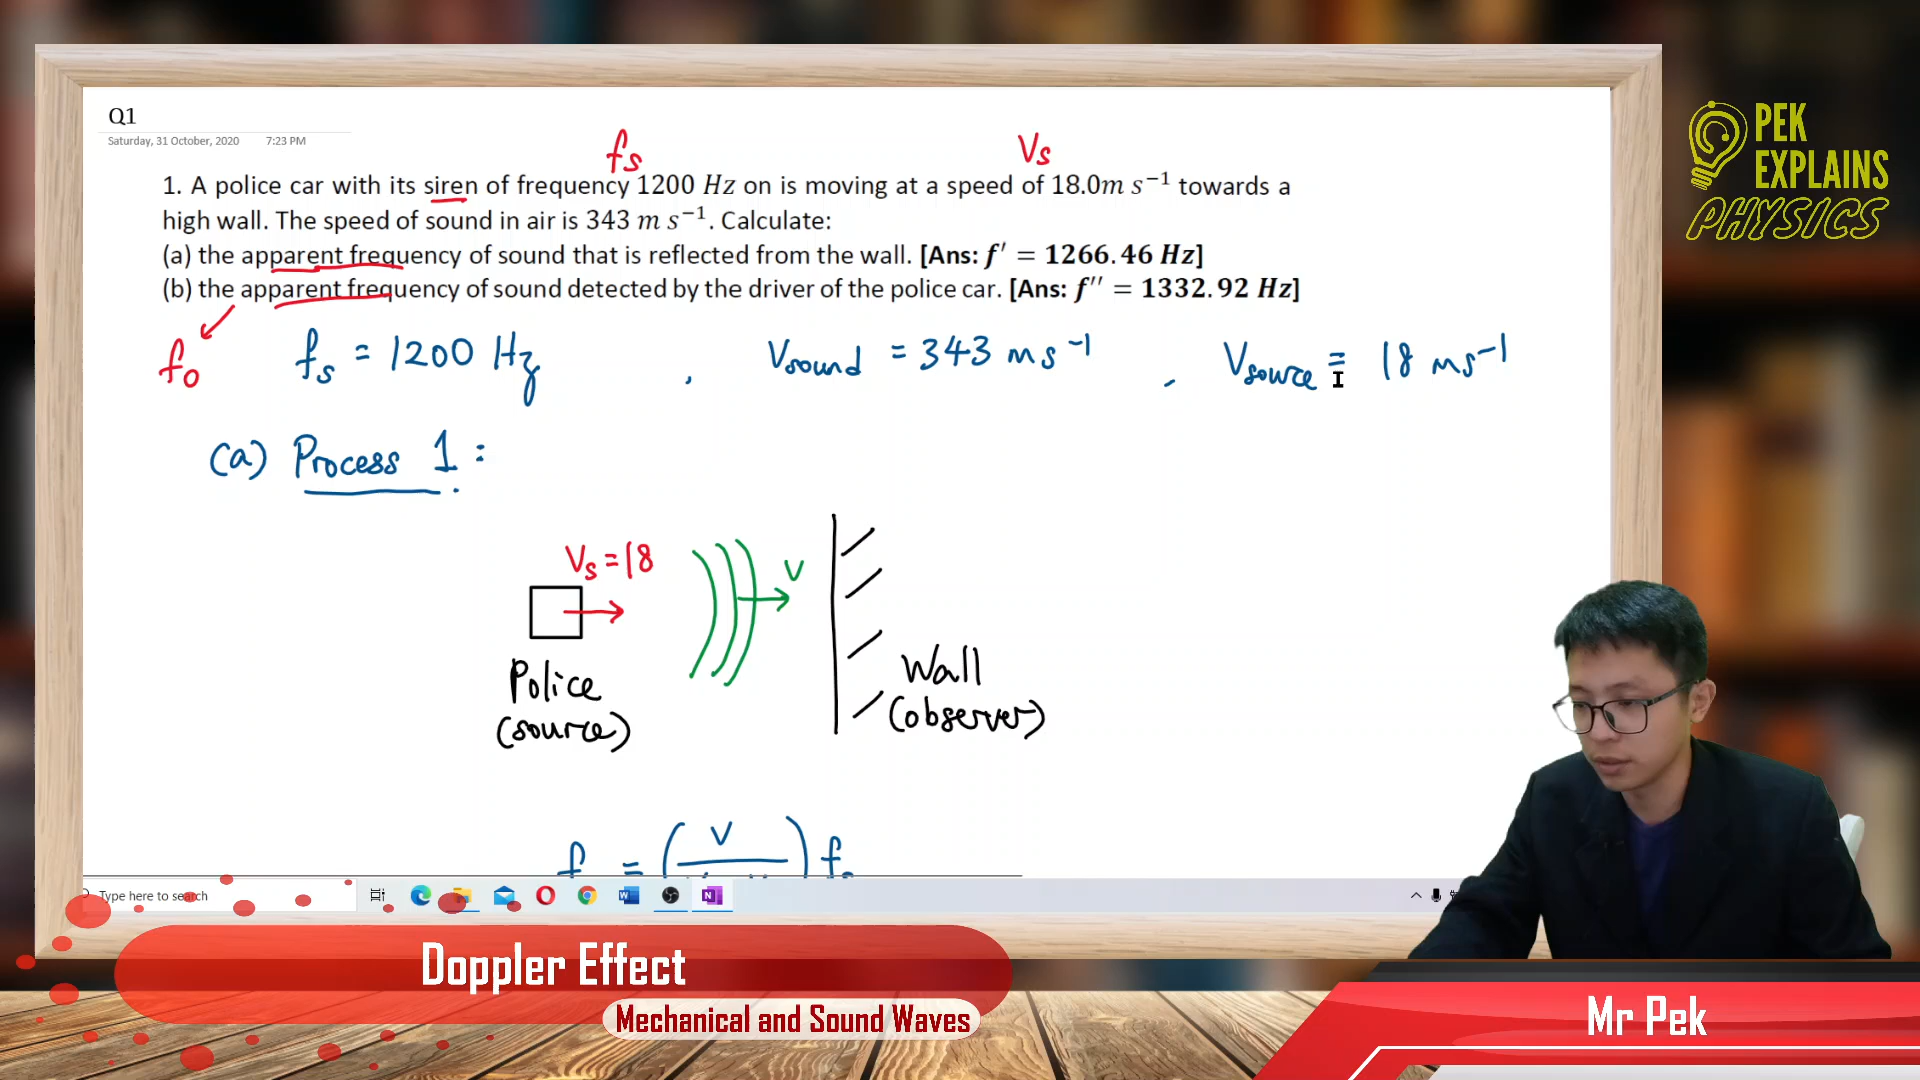 Q1
Saturday, 31 October, 2020 7:23 PM
fs Vs
1. A police car with its siren of frequency 1200 Hz on is moving at a speed of 18.0m s⁻¹ towards a
high wall. The speed of sound in air is 343 m s⁻¹. Calculate:
(a) the apparent frequency of sound that is reflected from the wall. [Ans: f′ = 1266.46 Hz]
(b) the apparent frequency of sound detected by the driver of the police car. [Ans: f′′ = 1332.92 Hz]
fo fs = 1200 Hz , Vsound = 343 ms⁻¹ , Vsource = 18 ms⁻¹
(a) Process 1 :
Vs = 18 V
Police
(source)
Wall
(observer)
f = (V
) f
Type here to search
PEK
EXPLAINS
PHYSICS
Doppler Effect
Mechanical and Sound Waves
Mr Pek